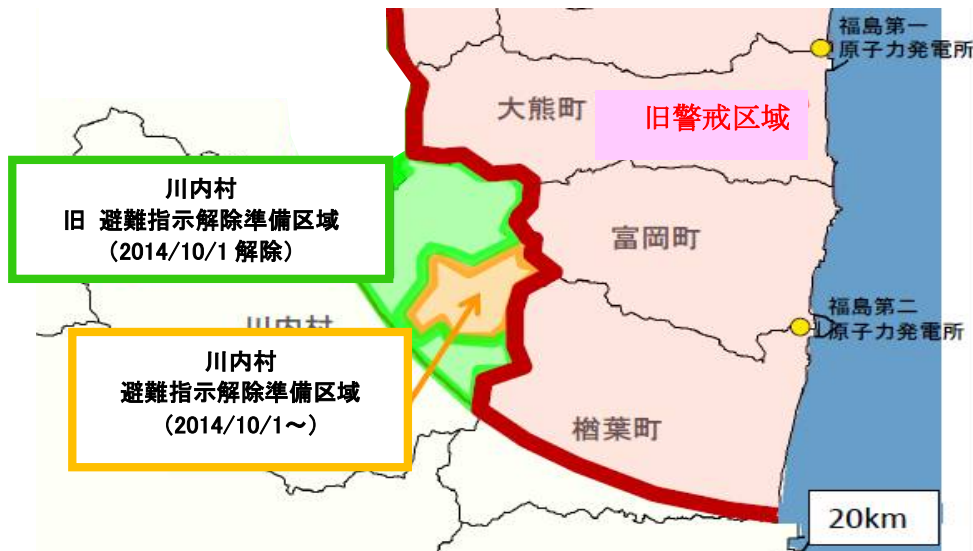 福島第一
原子力発電所
大熊町
旧警戒区域
川内村
旧 避難指示解除準備区域
（2014/10/1 解除）
富岡町
福島第二
原子力発電所
川内村
川内村
避難指示解除準備区域
（2014/10/1～）
楢葉町
20km